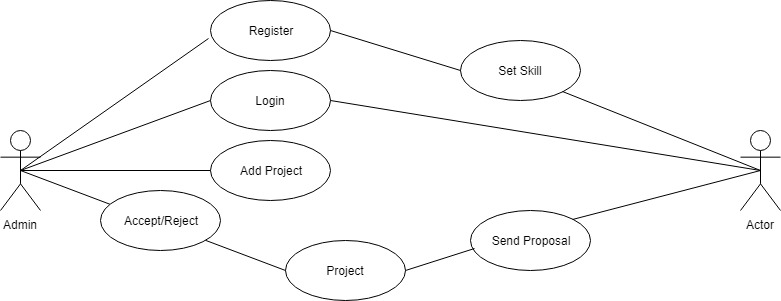 Register
Set Skill
Login
Add Project
Admin
Actor
Accept/Reject
Send Proposal
Project